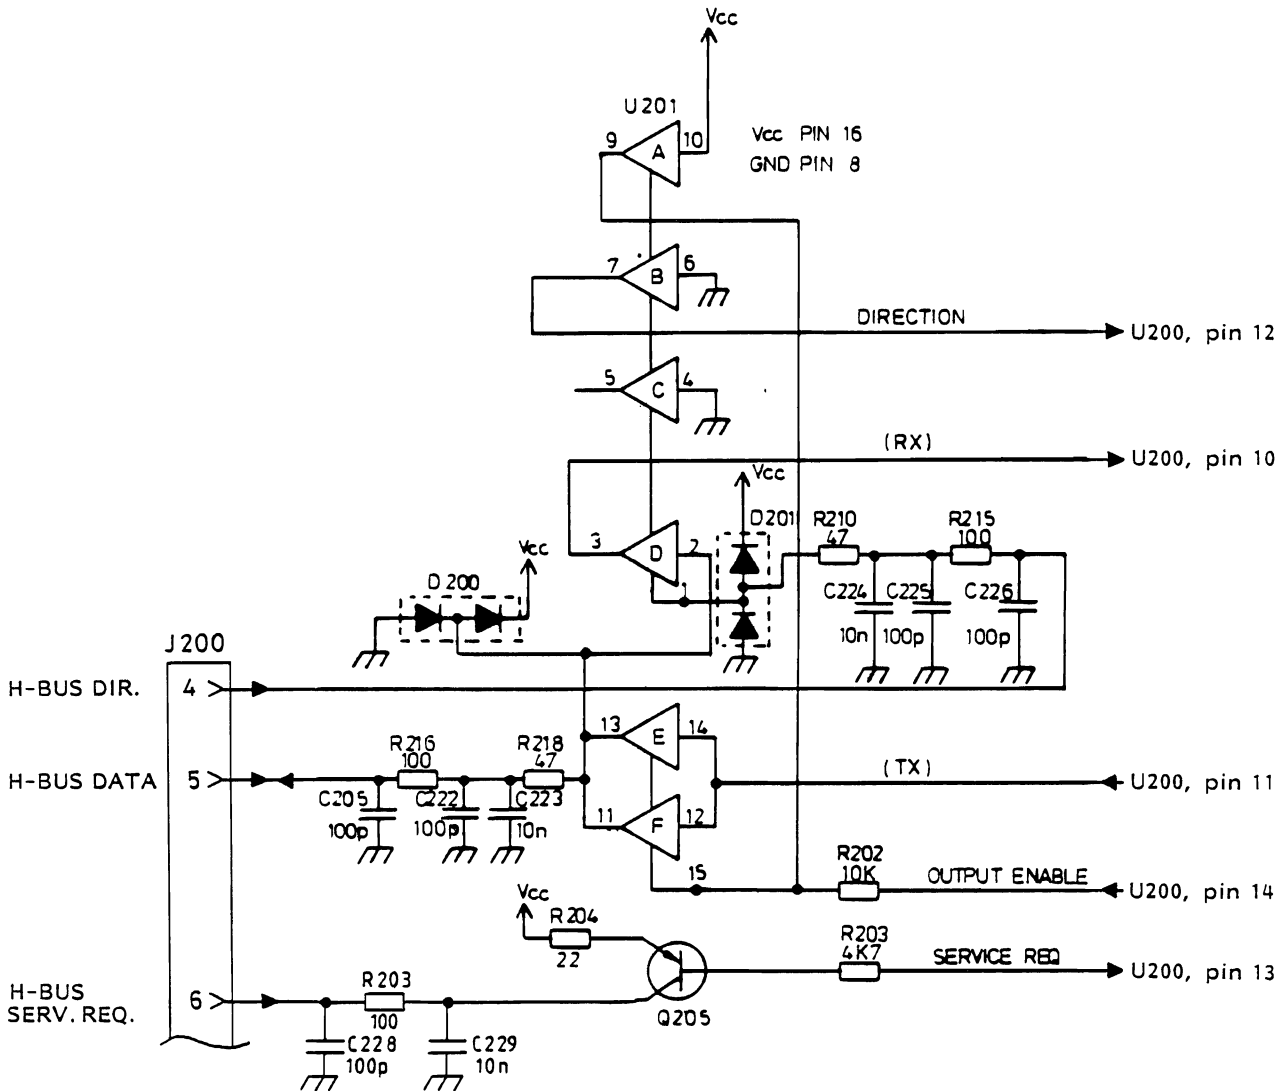 Vcc
U201
9 A 10
Vcc PIN 16
GND PIN 8
7 B 6
DIRECTION
U200, pin 12
5 C 4
(RX)
U200, pin 10
Vcc
D201
R210
47
R215
100
3 D 2
1
Vcc
D200
C224
10n
C225
100p
C226
100p
J200
H-BUS DIR.
4
13 E 14
R216
100
R218
47
H-BUS DATA
5
(TX)
U200, pin 11
C205
100p
C222
100p
C223
10n
11 F 12
15
R202
10K
OUTPUT ENABLE
U200, pin 14
Vcc
R204
22
R203
4K7
SERVICE REQ
U200, pin 13
H-BUS
SERV. REQ.
6
R203
100
Q205
C228
100p
C229
10n